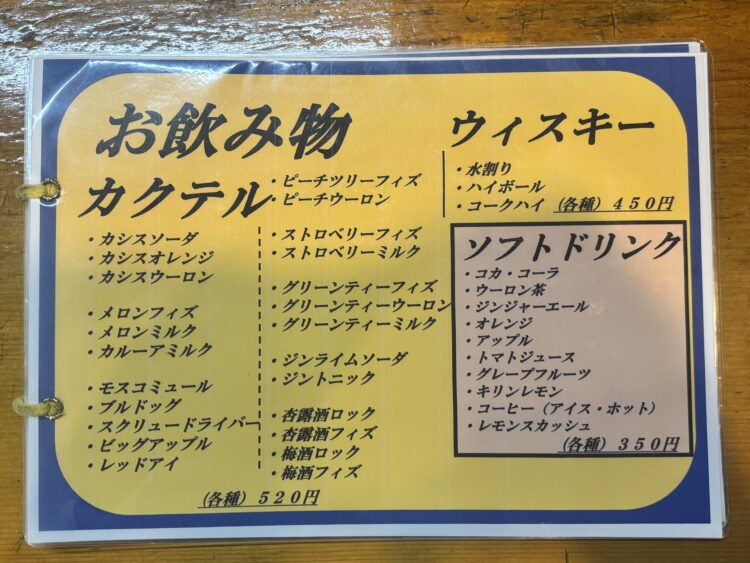 お飲み物
カクテル
・カシスソーダ
・カシスオレンジ
・カシスウーロン
・メロンフィズ
・メロンミルク
・カルーアミルク
・モスコミュール
・ブルドッグ
・スクリュードライバー
・ビッグアップル
・レッドアイ
・ピーチツリーフィズ
・ピーチウーロン
・ストロベリーフィズ
・ストロベリーミルク
・グリーンティーフィズ
・グリーンティーウーロン
・グリーンティーミルク
・ジンライムソーダ
・ジントニック
・杏露酒ロック
・杏露酒フィズ
・梅酒ロック
・梅酒フィズ
(各種) ５２０円
ウィスキー
・水割り
・ハイボール
・コークハイ (各種) ４５０円
ソフトドリンク
・コカ・コーラ
・ウーロン茶
・ジンジャーエール
・オレンジ
・アップル
・トマトジュース
・グレープフルーツ
・キリンレモン
・コーヒー（アイス・ホット）
・レモンスカッシュ
(各種) ３５０円